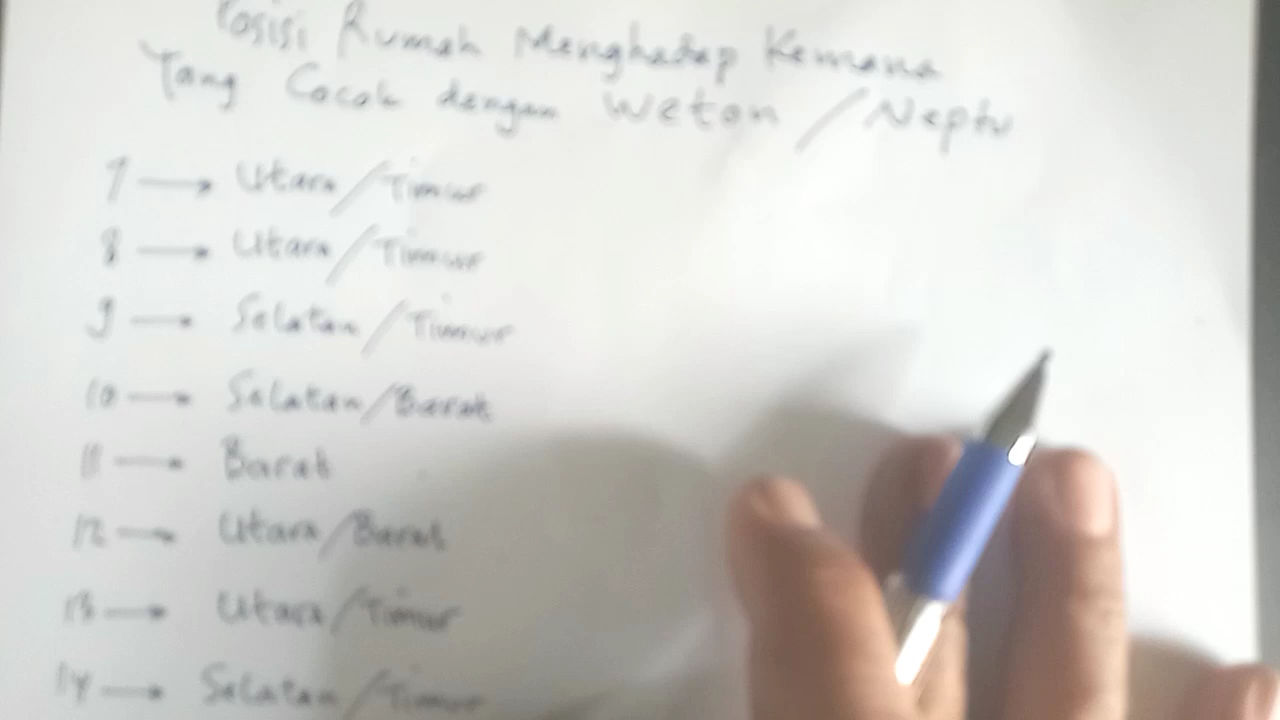 Posisi Rumah Menghadap Kemana
Yang Cocok dengan Weton / Neptu
7 → Utara / Timur
8 → Utara / Timur
9 → Selatan / Timur
10 → Selatan / Barat
11 → Barat
12 → Utara / Barat
13 → Utara / Timur
14 → Selatan / Timur